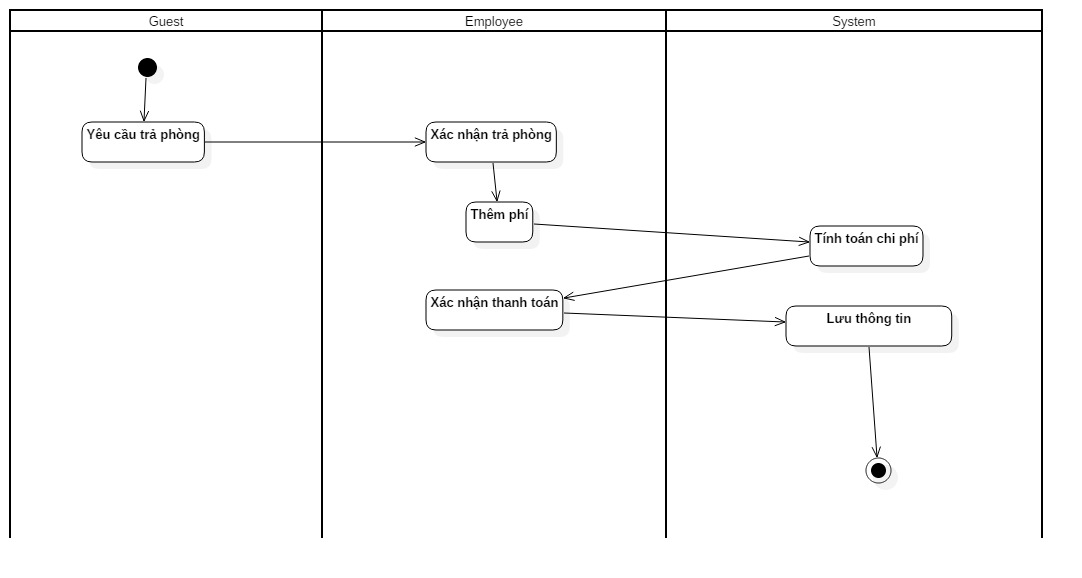 Guest
Employee
System
Yêu cầu trả phòng
Xác nhận trả phòng
Thêm phí
Tính toán chi phí
Xác nhận thanh toán
Lưu thông tin